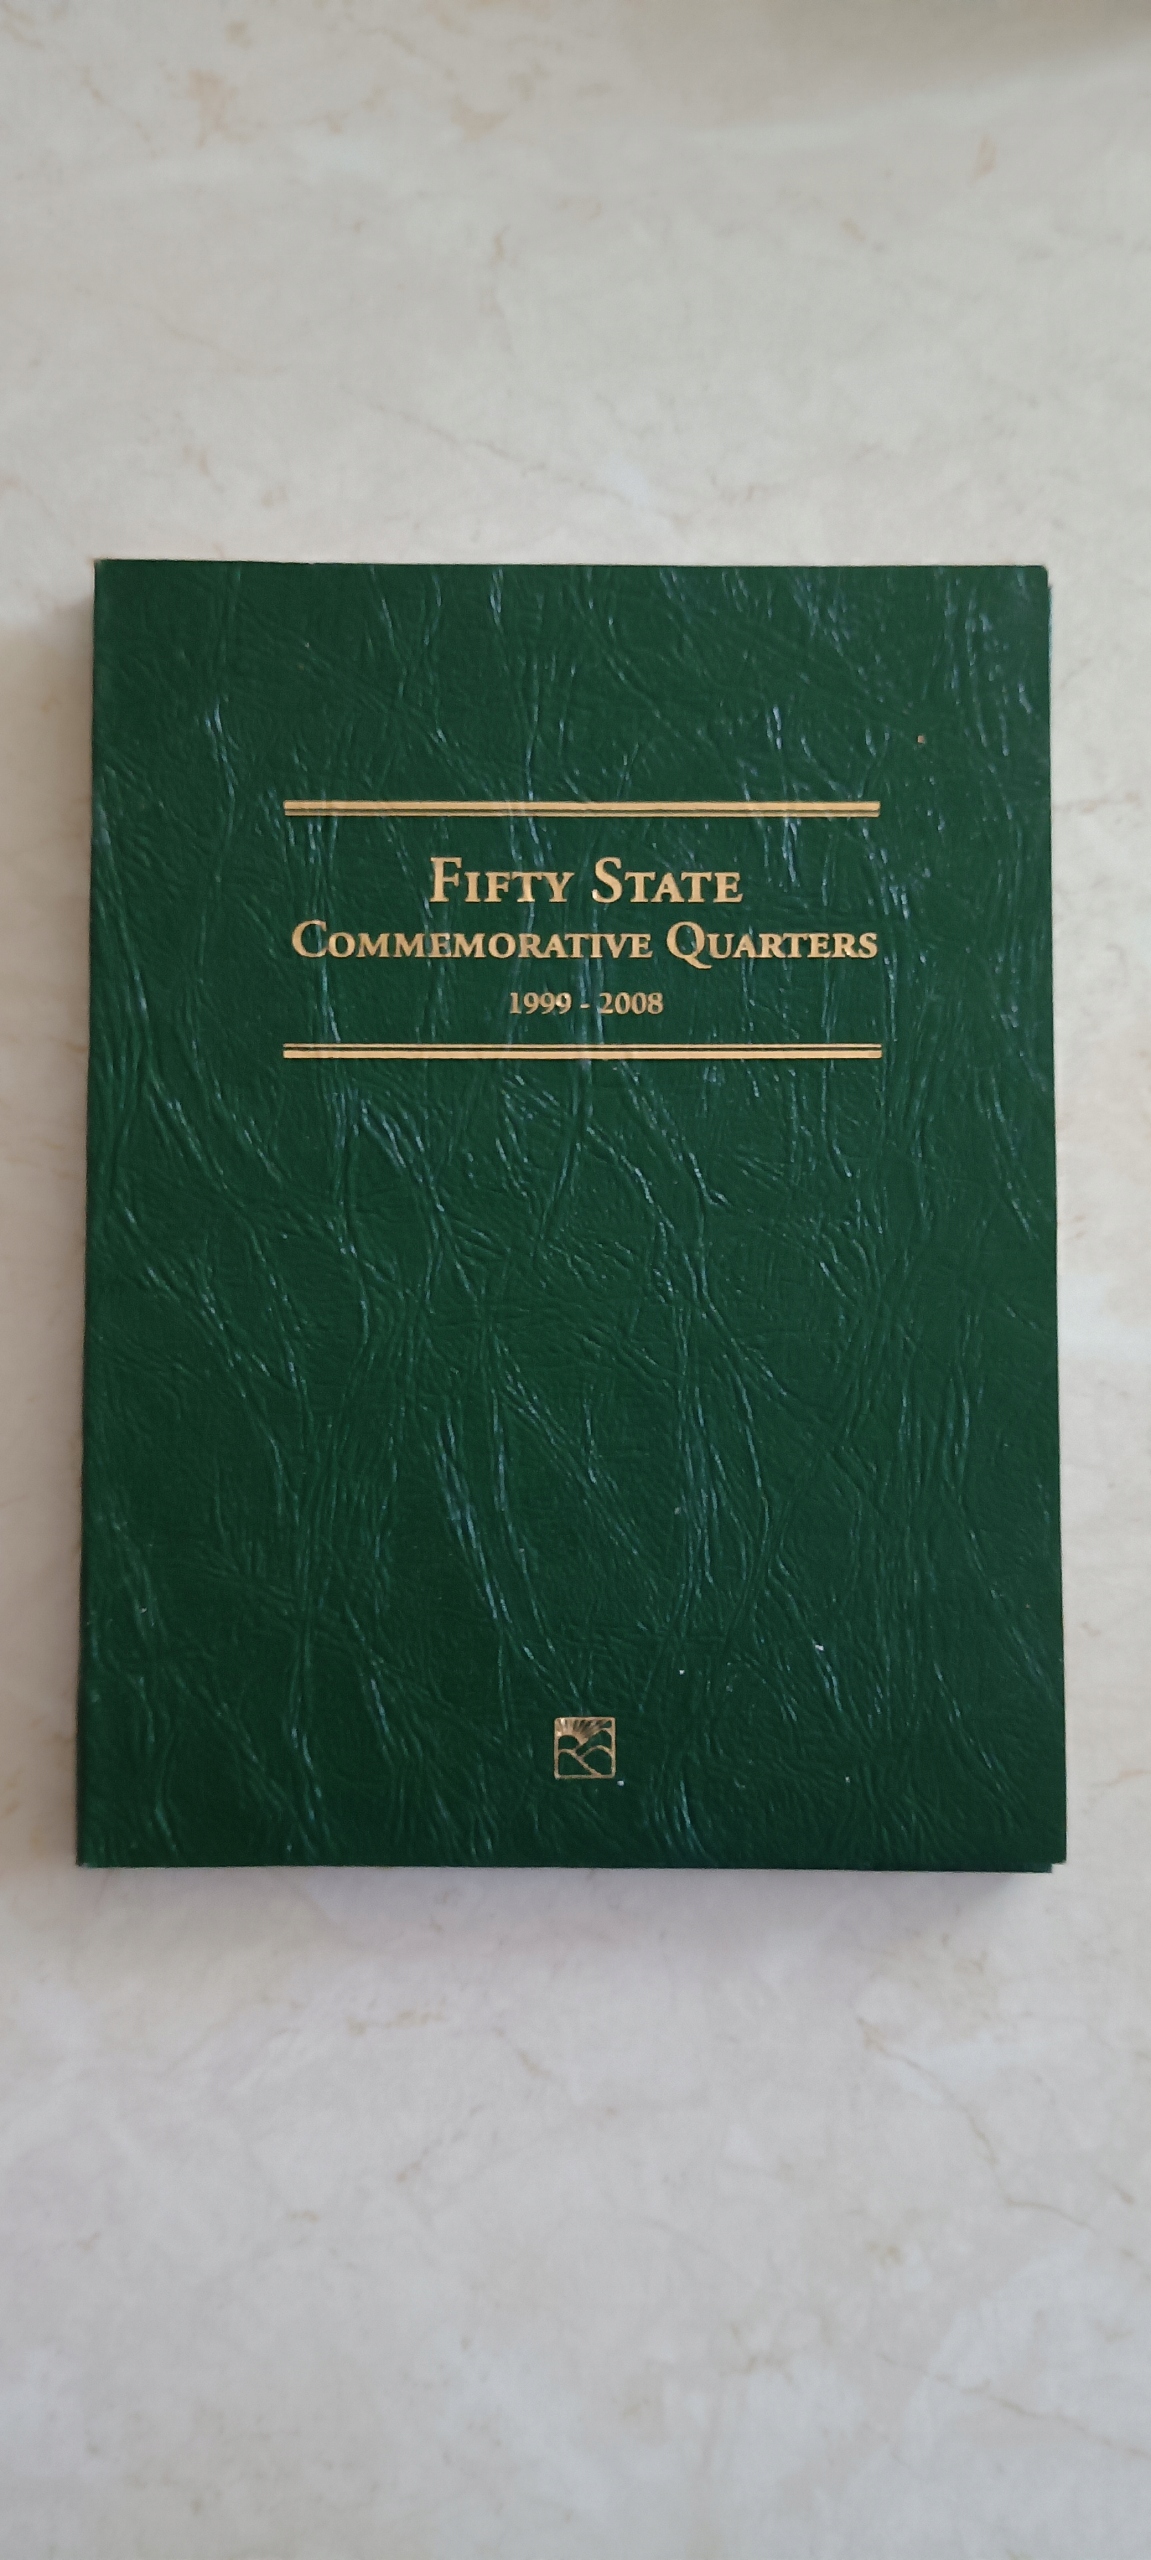 FIFTY STATE
COMMEMORATIVE QUARTERS
1999 - 2008